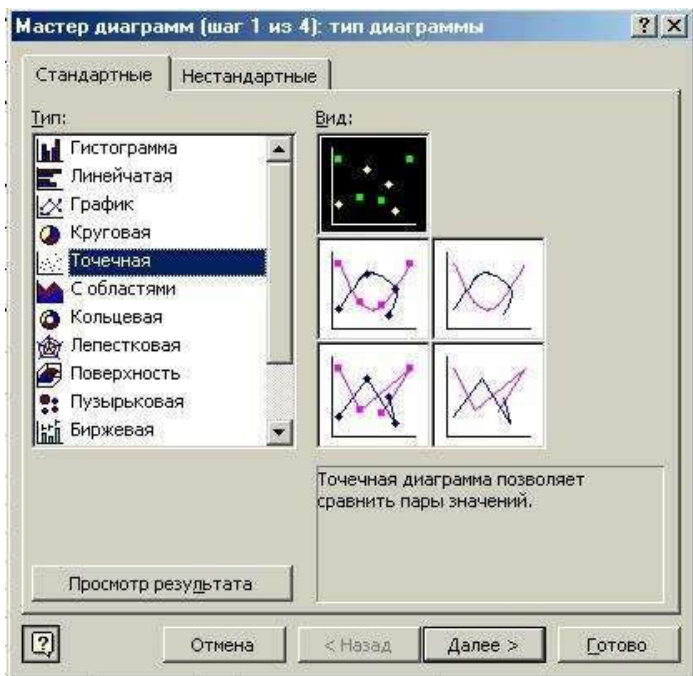 Мастер диаграмм (шаг 1 из 4): тип диаграммы
Стандартные
Нестандартные
Тип:
Гистограмма
Линейчатая
График
Круговая
Точечная
С областями
Кольцевая
Лепестковая
Поверхность
Пузырьковая
Биржевая
Вид:
Точечная диаграмма позволяет
сравнить пары значений.
Просмотр результата
Отмена
< Назад
Далее >
Готово